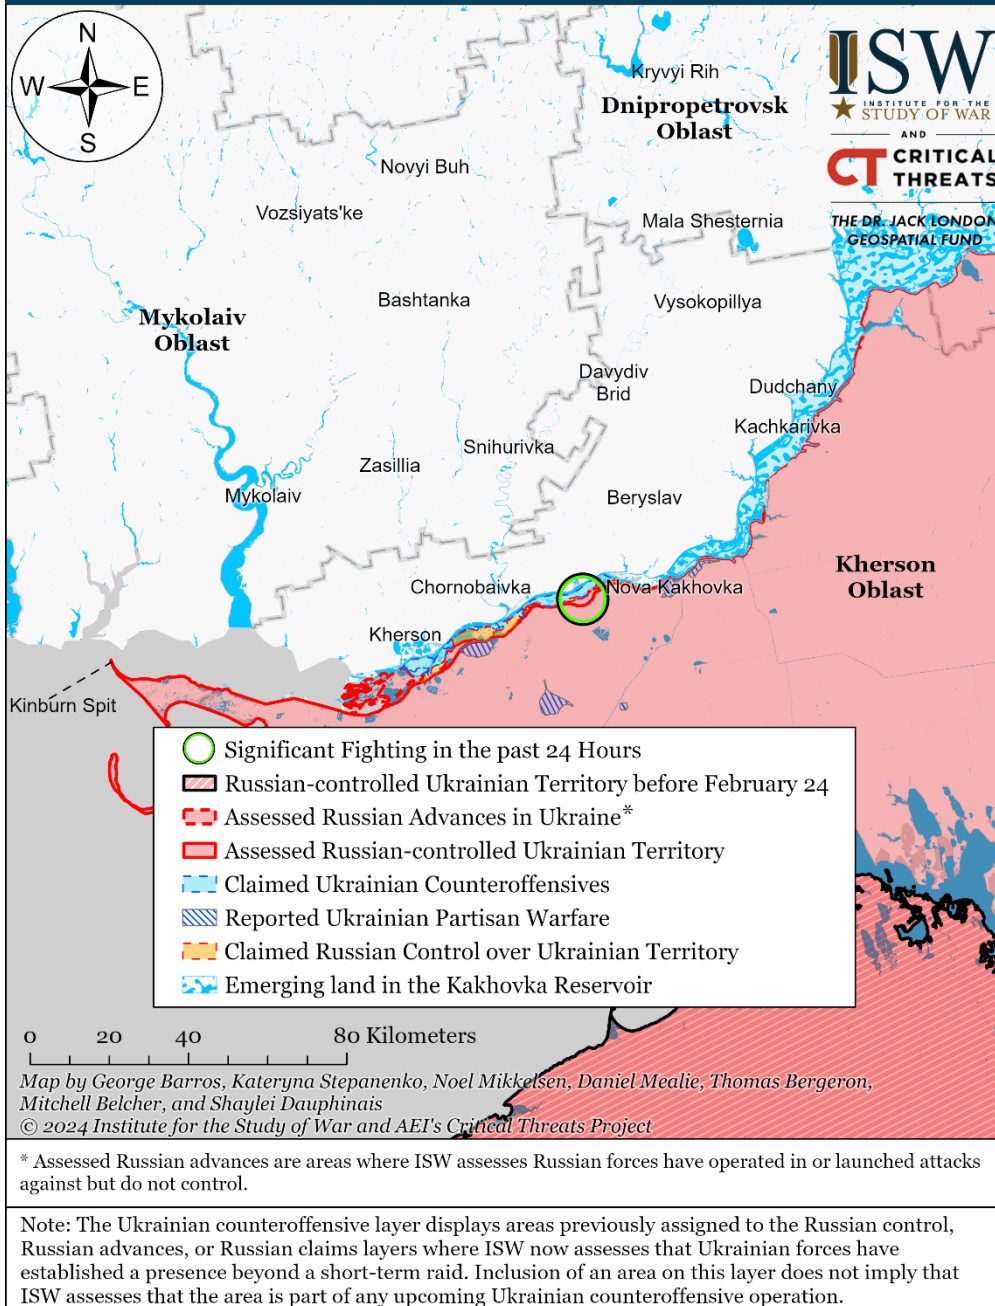 N
W E
S
ISW
INSTITUTE FOR THE
STUDY OF WAR
AND
CT CRITICAL
THREATS
THE DR. JACK LONDON
GEOSPATIAL FUND
Kryvyi Rih
Dnipropetrovsk
Oblast
Novyi Buh
Vozsiyats'ke
Mala Shesternia
Bashtanka
Vysokopillya
Mykolaiv
Oblast
Davydiv
Brid
Dudchany
Kachkarivka
Snihurivka
Zasillia
Mykolaiv
Beryslav
Kherson
Oblast
Chornobaivka
Nova Kakhovka
Kherson
Kinburn Spit
Significant Fighting in the past 24 Hours
Russian-controlled Ukrainian Territory before February 24
Assessed Russian Advances in Ukraine*
Assessed Russian-controlled Ukrainian Territory
Claimed Ukrainian Counteroffensives
Reported Ukrainian Partisan Warfare
Claimed Russian Control over Ukrainian Territory
Emerging land in the Kakhovka Reservoir
0 20 40 80 Kilometers
Map by George Barros, Kateryna Stepanenko, Noel Mikkelsen, Daniel Mealie, Thomas Bergeron,
Mitchell Belcher, and Shaylei Dauphinais
© 2024 Institute for the Study of War and AEI's Critical Threats Project
* Assessed Russian advances are areas where ISW assesses Russian forces have operated in or launched attacks
against but do not control.
Note: The Ukrainian counteroffensive layer displays areas previously assigned to the Russian control,
Russian advances, or Russian claims layers where ISW now assesses that Ukrainian forces have
established a presence beyond a short-term raid. Inclusion of an area on this layer does not imply that
ISW assesses that the area is part of any upcoming Ukrainian counteroffensive operation.